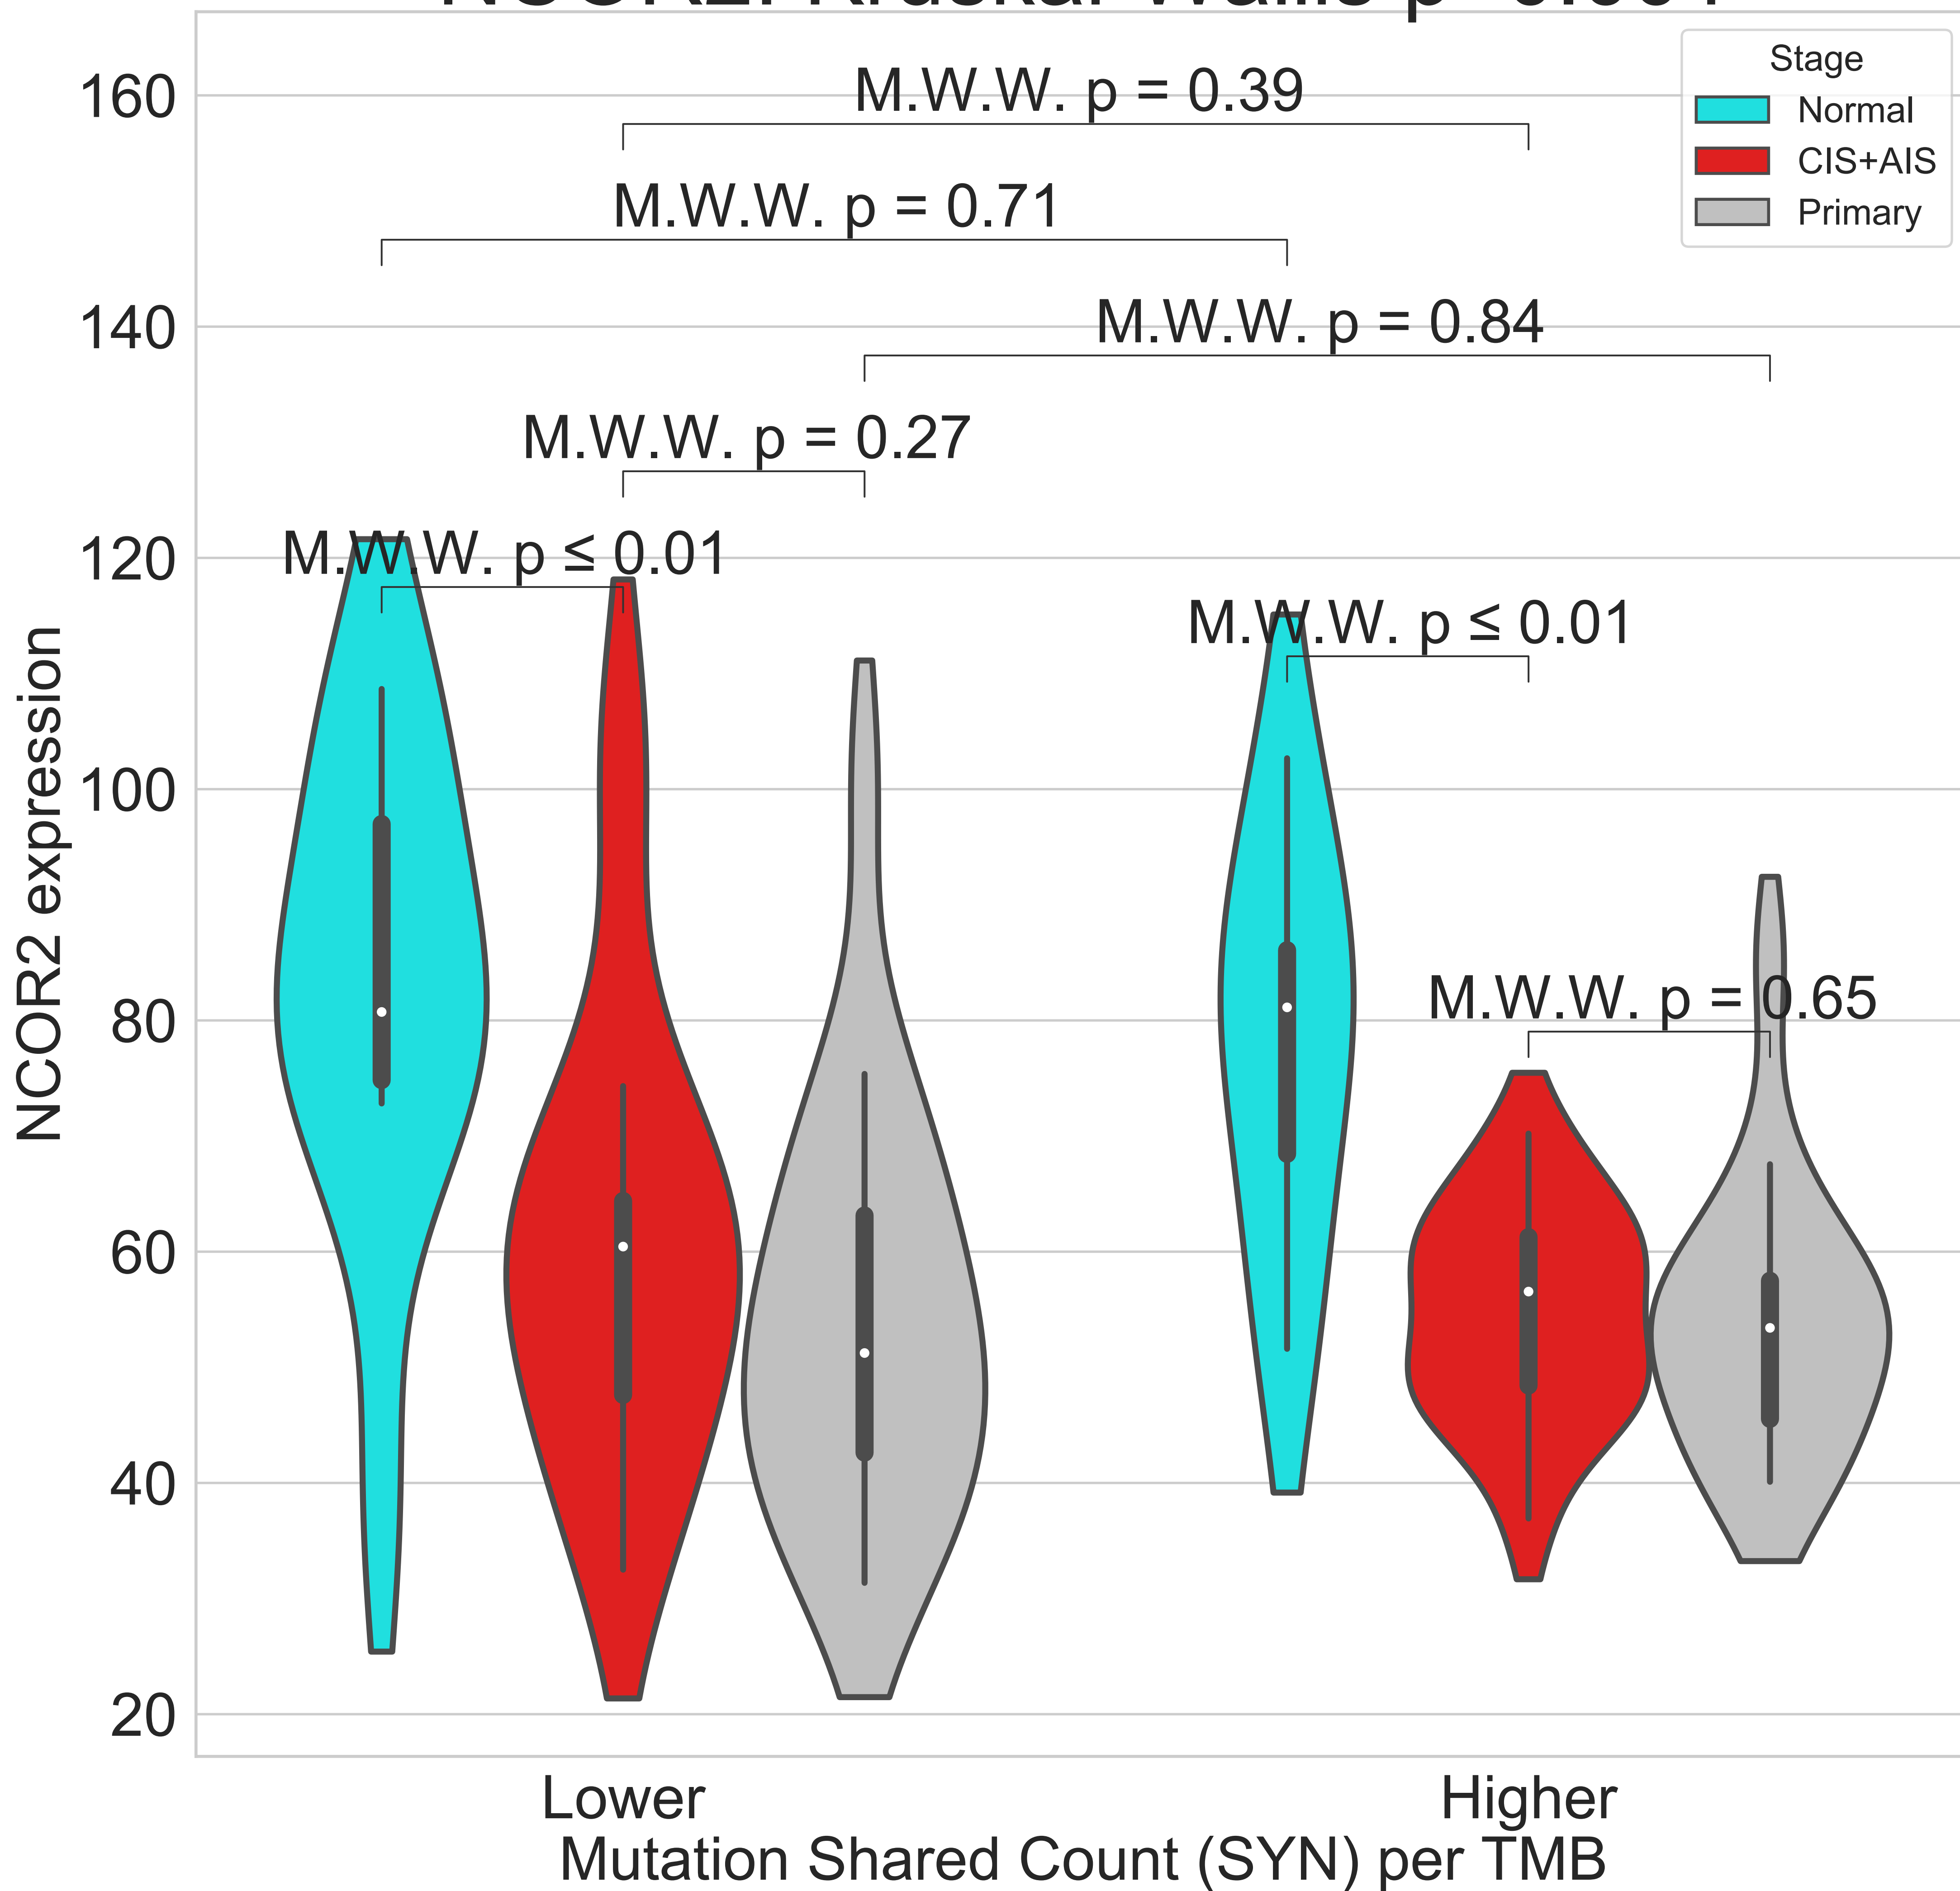 Stage
Normal
CIS+AIS
Primary
M.W.W. p = 0.39
M.W.W. p = 0.71
M.W.W. p = 0.84
M.W.W. p = 0.27
M.W.W. p ≤ 0.01
M.W.W. p ≤ 0.01
M.W.W. p = 0.65
160
140
120
100
80
60
40
20
NCOR2 expression
Lower
Higher
Mutation Shared Count (SYN) per TMB